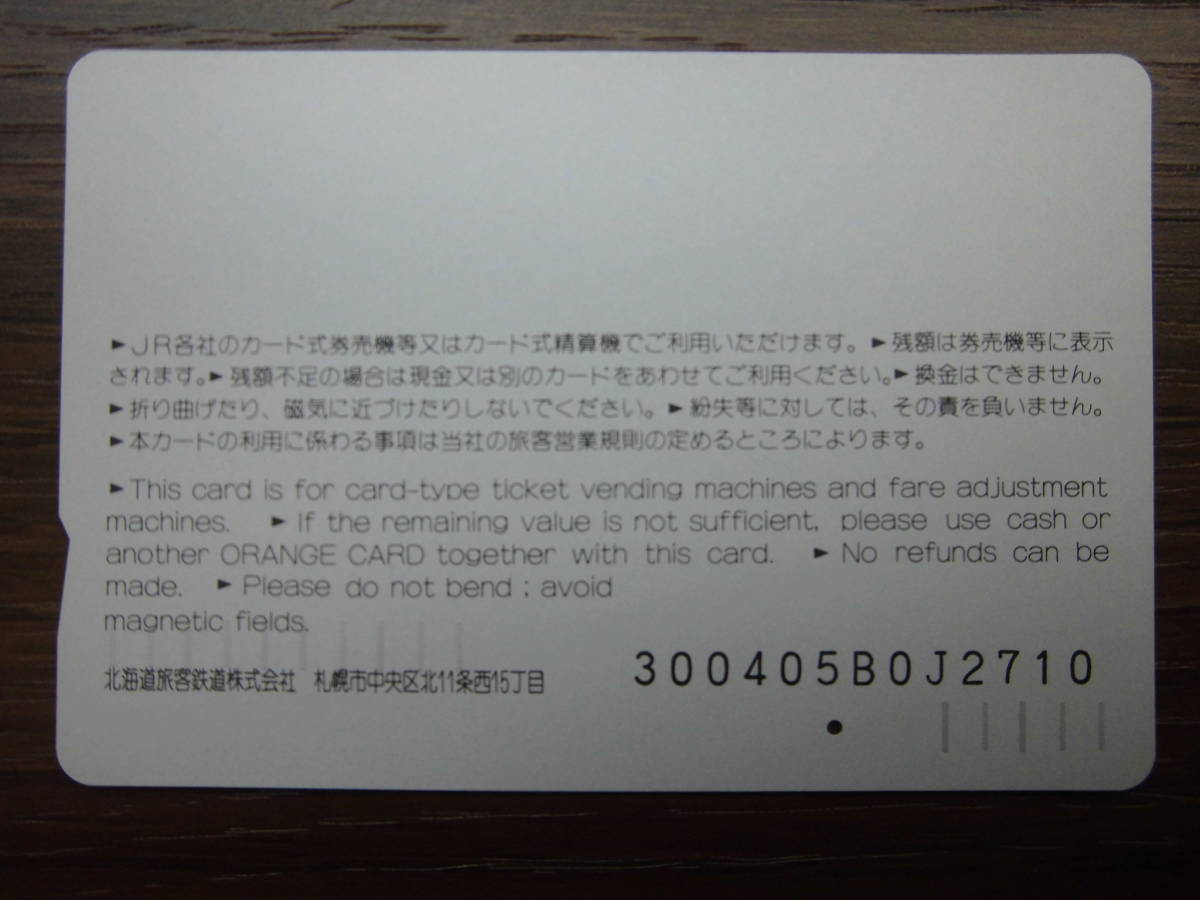 ►JR各社のカード式券売機等又はカード式精算機でご利用いただけます。►残額は券売機等に表示
されます。►残額不足の場合は現金又は別のカードをあわせてご利用ください。►換金はできません。
►折り曲げたり、磁気に近づけたりしないでください。►紛失等に対しては、その責を負いません。
►本カードの利用に係わる事項は当社の旅客営業規則の定めるところによります。
►This card is for card-type ticket vending machines and fare adjustment
machines. ►If the remaining value is not sufficient, please use cash or
another ORANGE CARD together with this card. ►No refunds can be
made. ►Please do not bend ; avoid
magnetic fields.
北海道旅客鉄道株式会社 札幌市中央区北11条西15丁目
300405B0J2710